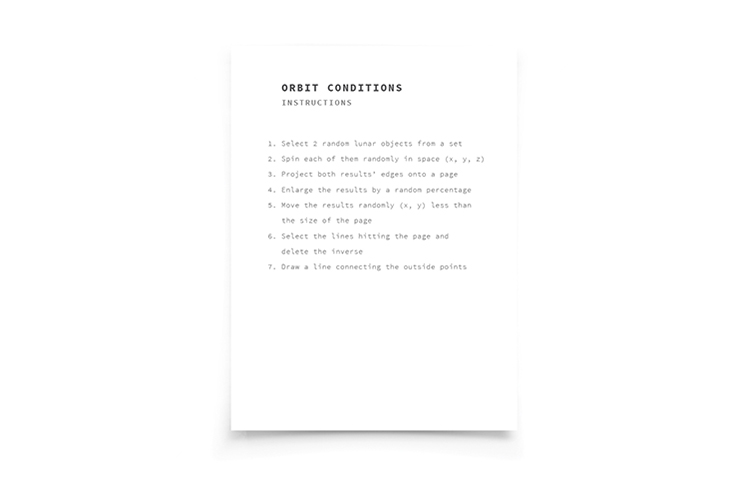 ORBIT CONDITIONS
INSTRUCTIONS
1. Select 2 random lunar objects from a set
2. Spin each of them randomly in space (x, y, z)
3. Project both results' edges onto a page
4. Enlarge the results by a random percentage
5. Move the results randomly (x, y) less than
the size of the page
6. Select the lines hitting the page and
delete the inverse
7. Draw a line connecting the outside points